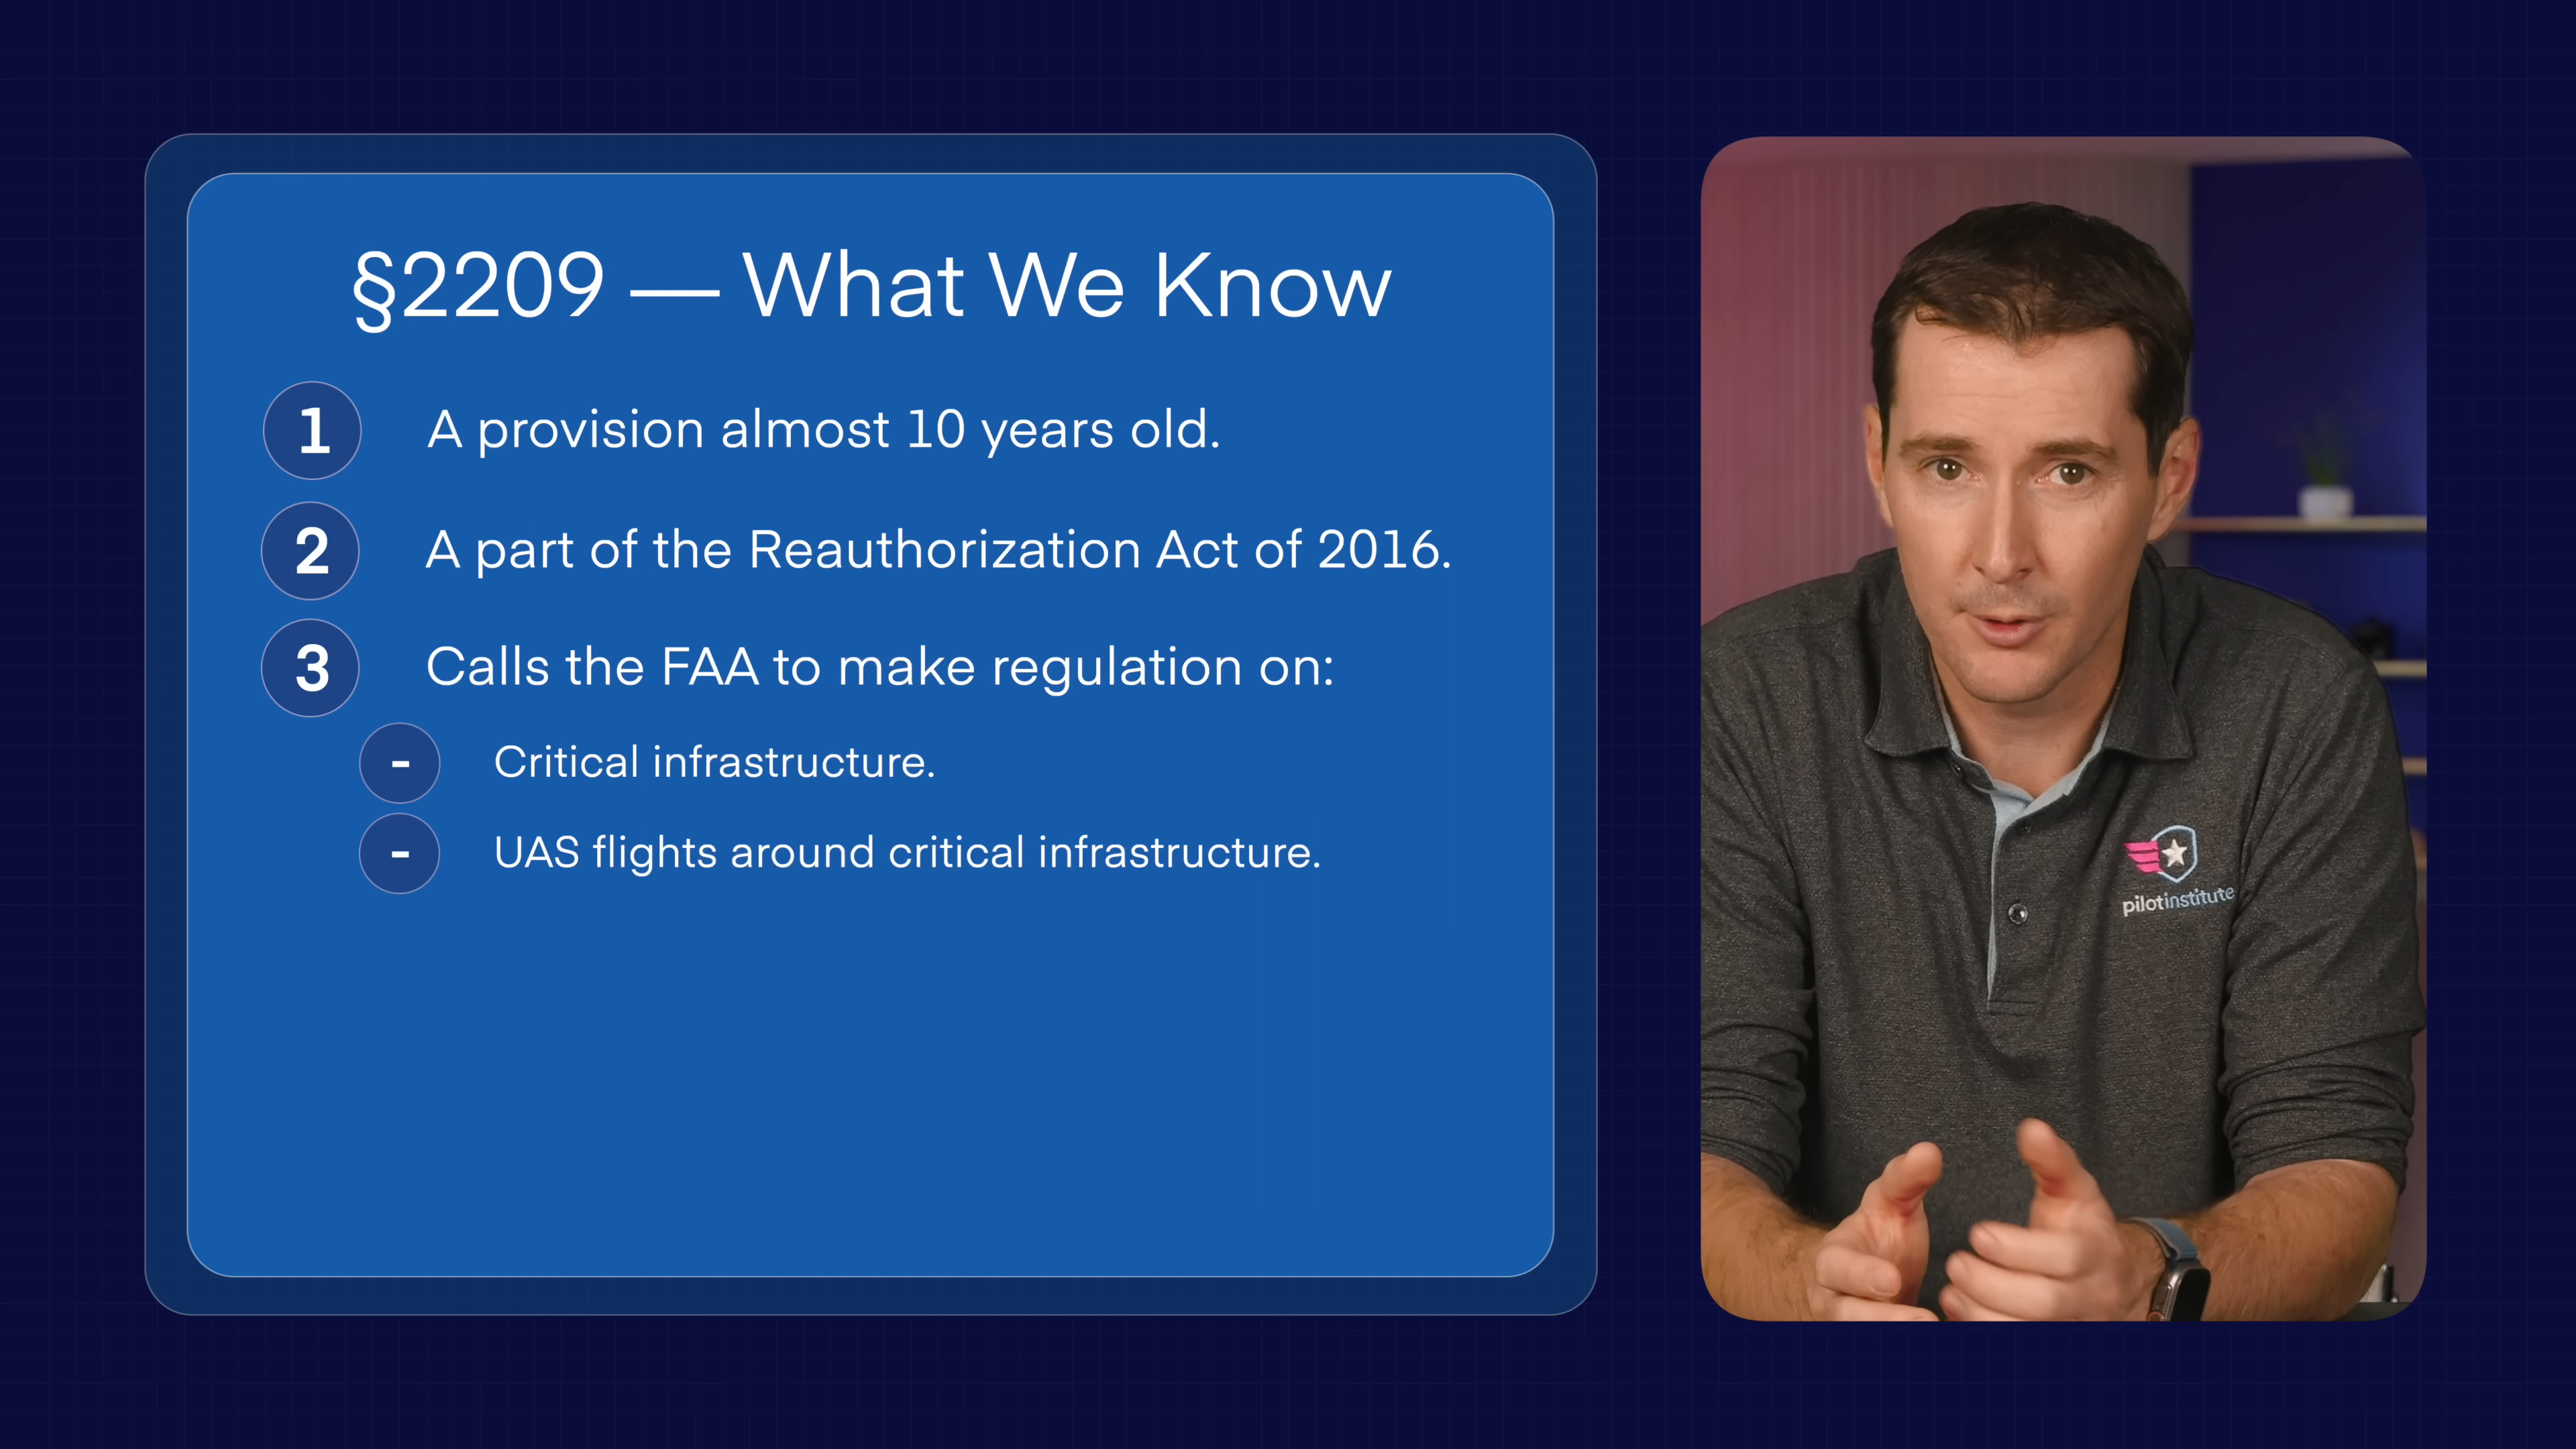 §2209 — What We Know
1 A provision almost 10 years old.
2 A part of the Reauthorization Act of 2016.
3 Calls the FAA to make regulation on:
- Critical infrastructure.
- UAS flights around critical infrastructure.
pilotinstitute